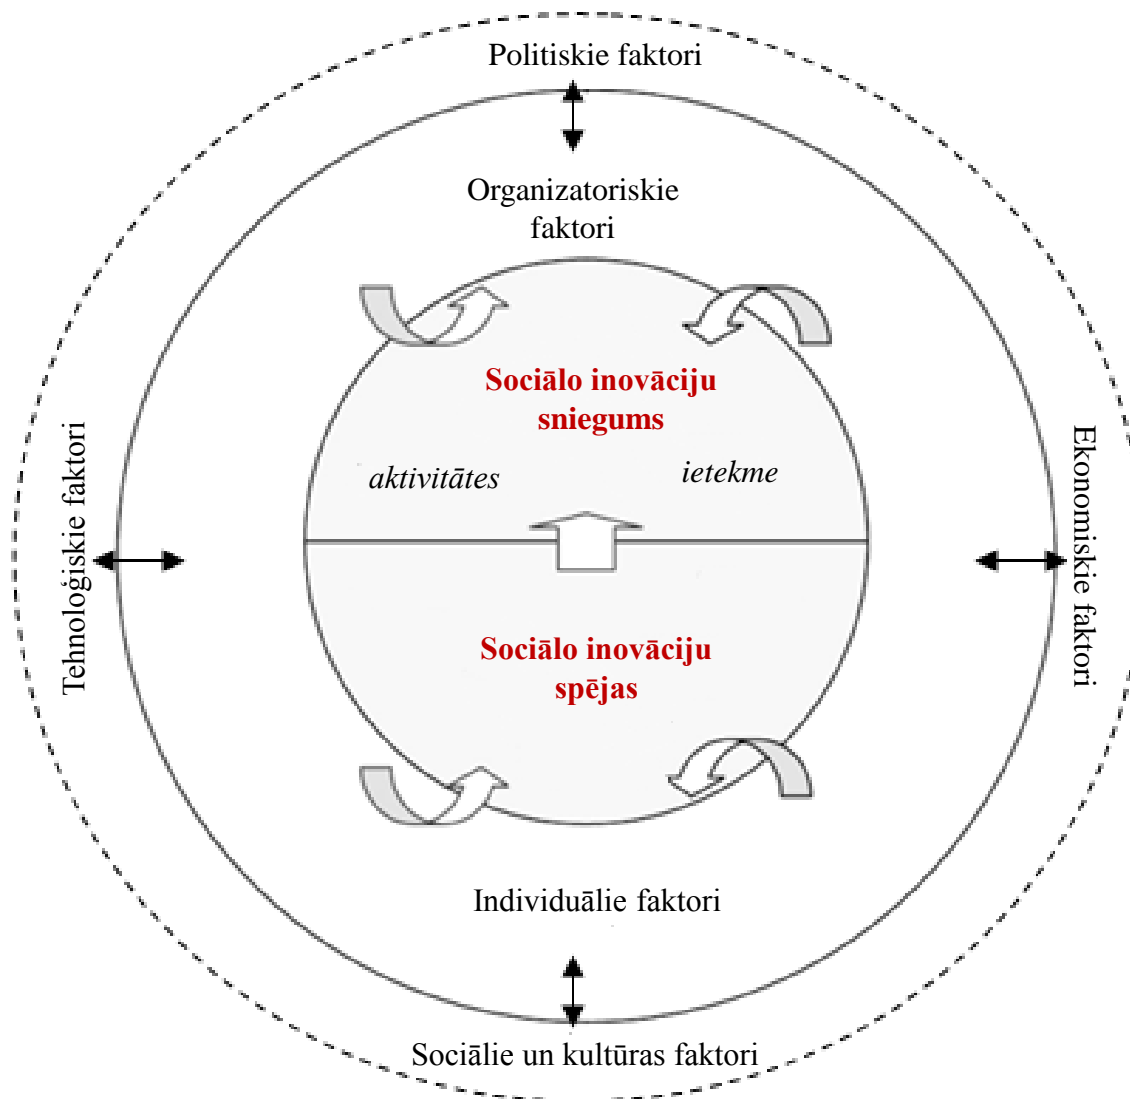 Politiskie faktori
Organizatoriskie
faktori
Sociālo inovāciju
sniegums
aktivitātes
ietekme
Tehnoloģiskie faktori
Ekonomiskie faktori
Sociālo inovāciju
spējas
Individuālie faktori
Sociālie un kultūras faktori